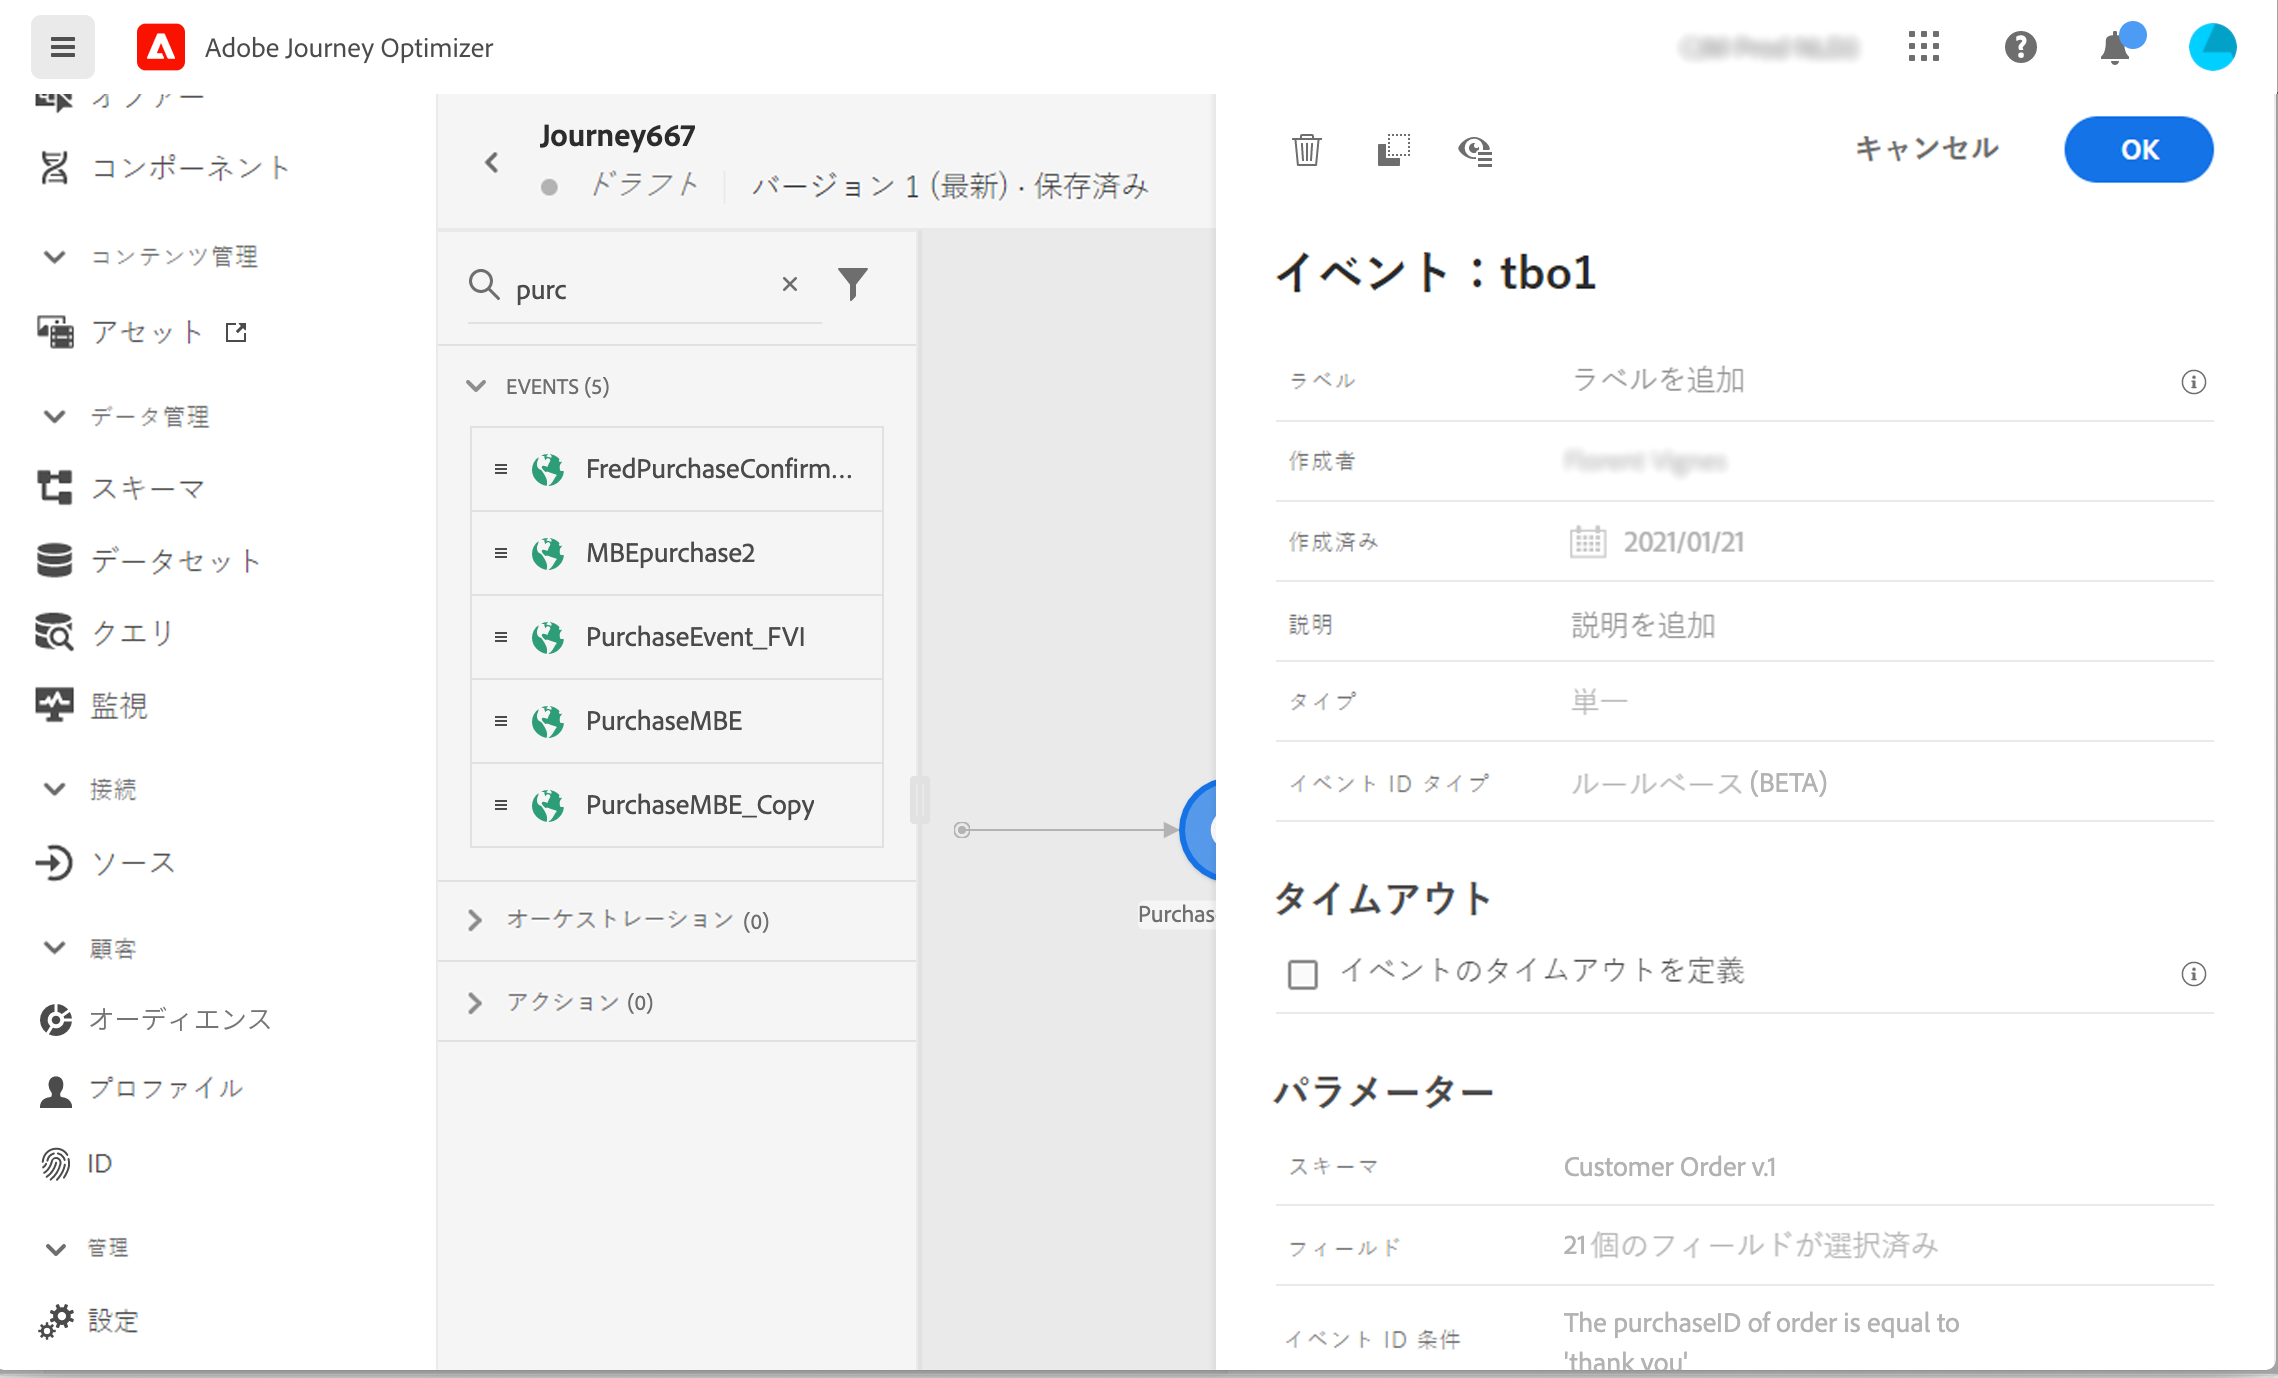 Adobe Journey Optimizer
オファー
コンポーネント
コンテンツ管理
アセット
データ管理
スキーマ
データセット
クエリ
監視
接続
ソース
顧客
オーディエンス
プロファイル
ID
管理
設定
Journey667
ドラフト
バージョン 1 (最新) · 保存済み
purc
EVENTS (5)
FredPurchaseConfirm...
MBEpurchase2
PurchaseEvent_FVI
PurchaseMBE
PurchaseMBE_Copy
オーケストレーション (0)
アクション (0)
Purchas
キャンセル
OK
イベント：tbo1
ラベル ラベルを追加
作成者
作成済み 2021/01/21
説明 説明を追加
タイプ 単一
イベント ID タイプ ルールベース (BETA)
タイムアウト
イベントのタイムアウトを定義
パラメーター
スキーマ Customer Order v.1
フィールド 21個のフィールドが選択済み
イベント ID 条件 The purchaseID of order is equal to
'thank you'